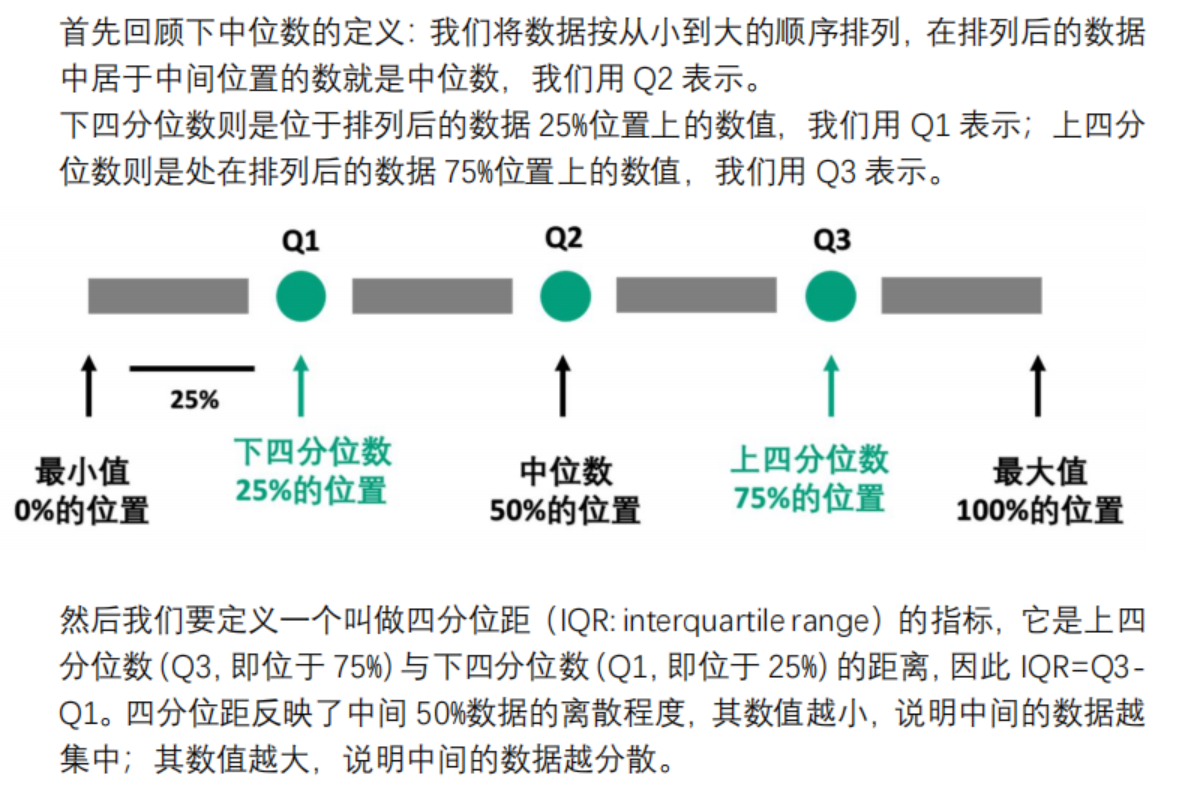 首先回顾下中位数的定义：我们将数据按从小到大的顺序排列，在排列后的数据
中居于中间位置的数就是中位数，我们用 Q2 表示。
下四分位数则是位于排列后的数据 25%位置上的数值，我们用 Q1 表示；上四分
位数则是处在排列后的数据 75%位置上的数值，我们用 Q3 表示。
Q1
Q2
Q3
25%
最小值
0%的位置
下四分位数
25%的位置
中位数
50%的位置
上四分位数
75%的位置
最大值
100%的位置
然后我们要定义一个叫做四分位距（IQR: interquartile range）的指标，它是上四
分位数(Q3, 即位于 75%)与下四分位数(Q1, 即位于 25%)的距离, 因此 IQR=Q3-
Q1。四分位距反映了中间 50%数据的离散程度，其数值越小，说明中间的数据越
集中；其数值越大，说明中间的数据越分散。